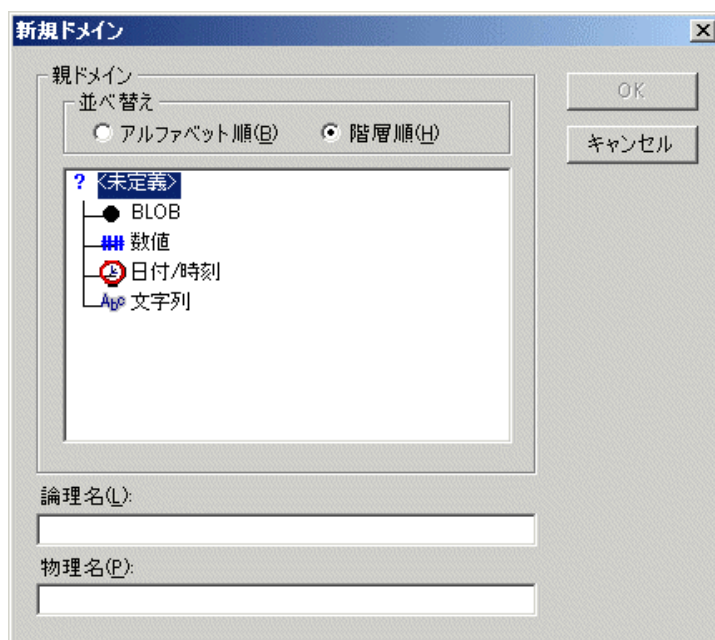 新規ドメイン
親ドメイン
並べ替え
アルファベット順(B) 階層順(H)
OK
キャンセル
? <未定義>
BLOB
数値
日付/時刻
Abc 文字列
論理名(L):
物理名(P):